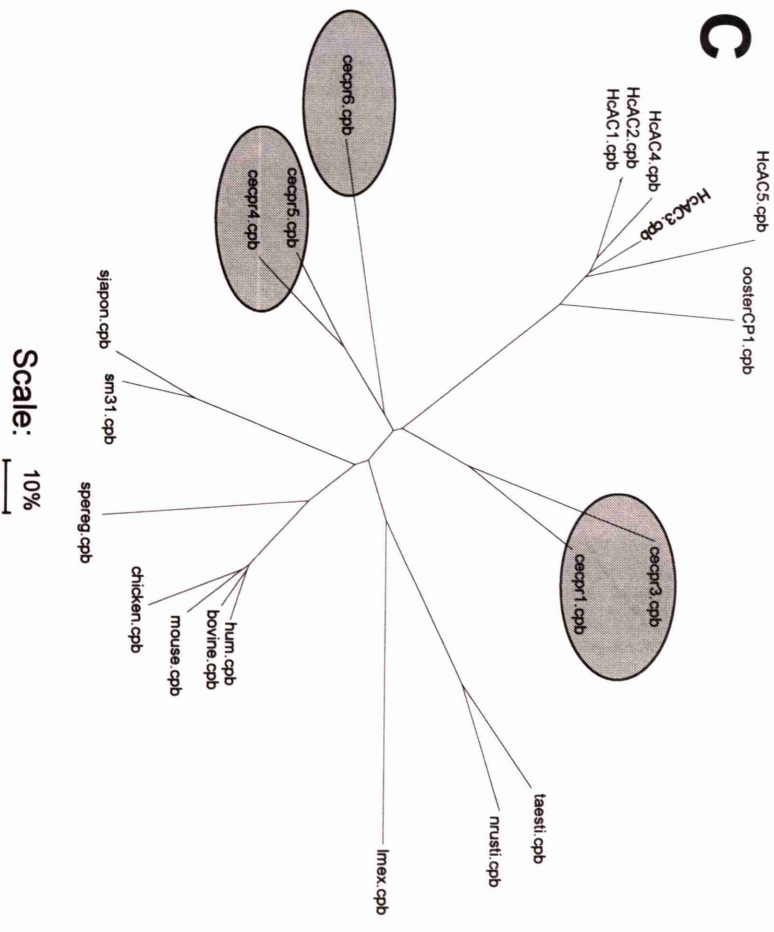 C
HcAC5.cpb
oosterCP1.cpb
HcAC3.cpb
HcAC4.cpb
HcAC2.cpb
HcAC1.cpb
cecpr3.cpb
cecpr1.cpb
taesti.cpb
nrusti.cpb
lmex.cpb
hum.cpb
bovine.cpb
mouse.cpb
chicken.cpb
spereg.cpb
sm31.cpb
sjapon.cpb
cecpr4.cpb
cecpr5.cpb
cecpr6.cpb
Scale: 10%